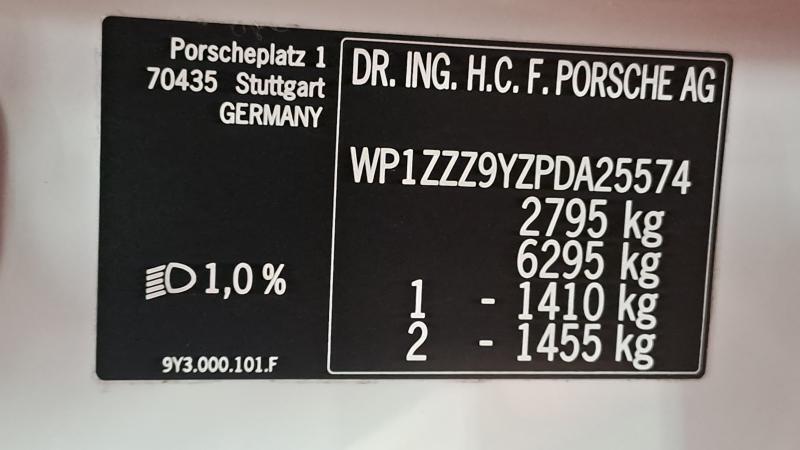 Porscheplatz 1
70435 Stuttgart
GERMANY
DR. ING. H.C. F. PORSCHE AG
WP1ZZZ9YZPDA25574
2795 kg
6295 kg
1 - 1410 kg
2 - 1455 kg
1,0 %
9Y3.000.101.F